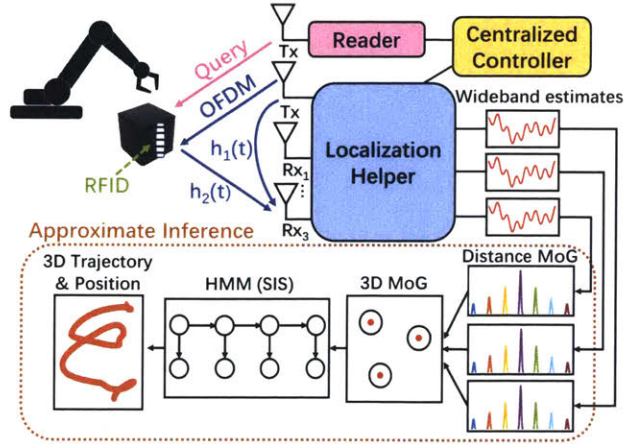 Tx
Reader
Centralized
Controller
Query
OFDM
Tx
Wideband estimates
h₁(t)
Rx₁
Localization
Helper
RFID
h₂(t)
Rx₃
Approximate Inference
3D Trajectory
& Position
HMM (SIS)
3D MoG
Distance MoG